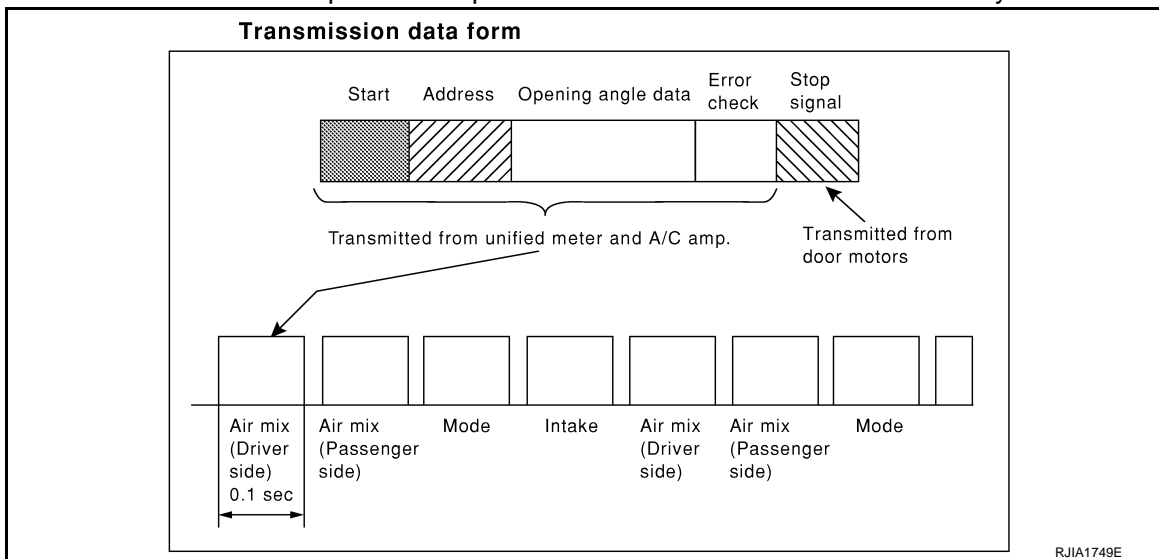 Transmission data form
Start Address Opening angle data Error check Stop signal
Transmitted from unified meter and A/C amp.
Transmitted from door motors
Air mix (Driver side) 0.1 sec
Air mix (Passenger side)
Mode
Intake
Air mix (Driver side)
Air mix (Passenger side)
Mode
RJIA1749E